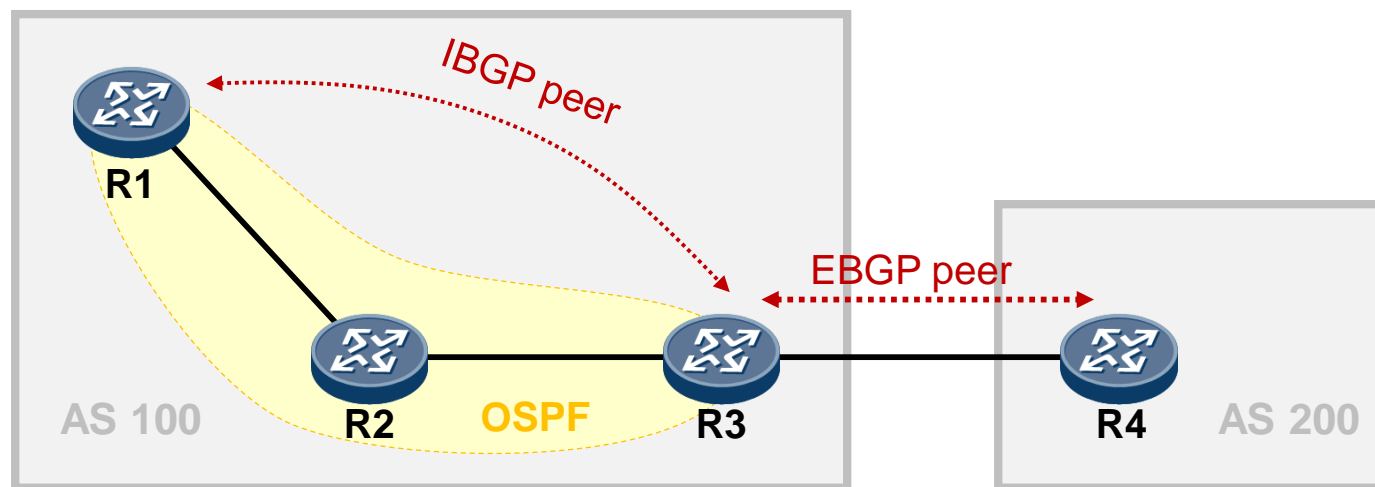 IBGP peer
R1
EBGP peer
AS 100
R2
OSPF
R3
R4
AS 200